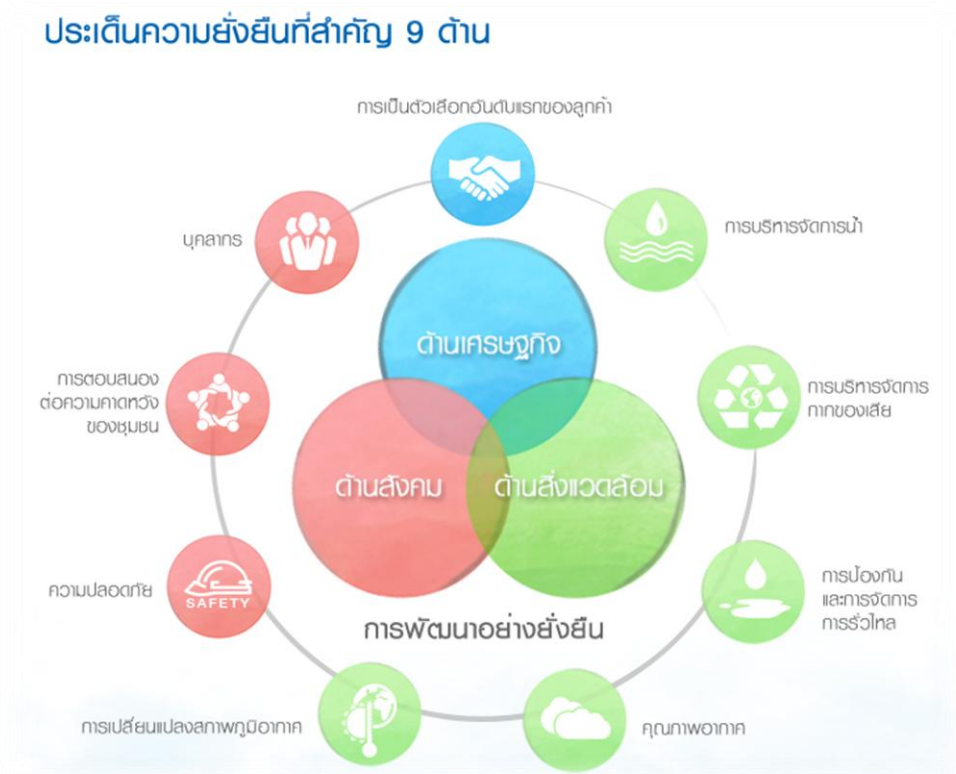 ประเด็นความยั่งยืนที่สำคัญ 9 ด้าน
การเป็นตัวเลือกอันดับแรกของลูกค้า
บุคลากร
การบริหารจัดการน้ำ
ด้านเศรษฐกิจ
การตอบสนอง
ต่อความคาดหวัง
ของชุมชน
การบริหารจัดการ
กากของเสีย
ด้านสังคม
ด้านสิ่งแวดล้อม
ความปลอดภัย
SAFETY
การป้องกัน
และการจัดการ
การรั่วไหล
การพัฒนาอย่างยั่งยืน
การเปลี่ยนแปลงสภาพภูมิอากาศ
คุณภาพอากาศ